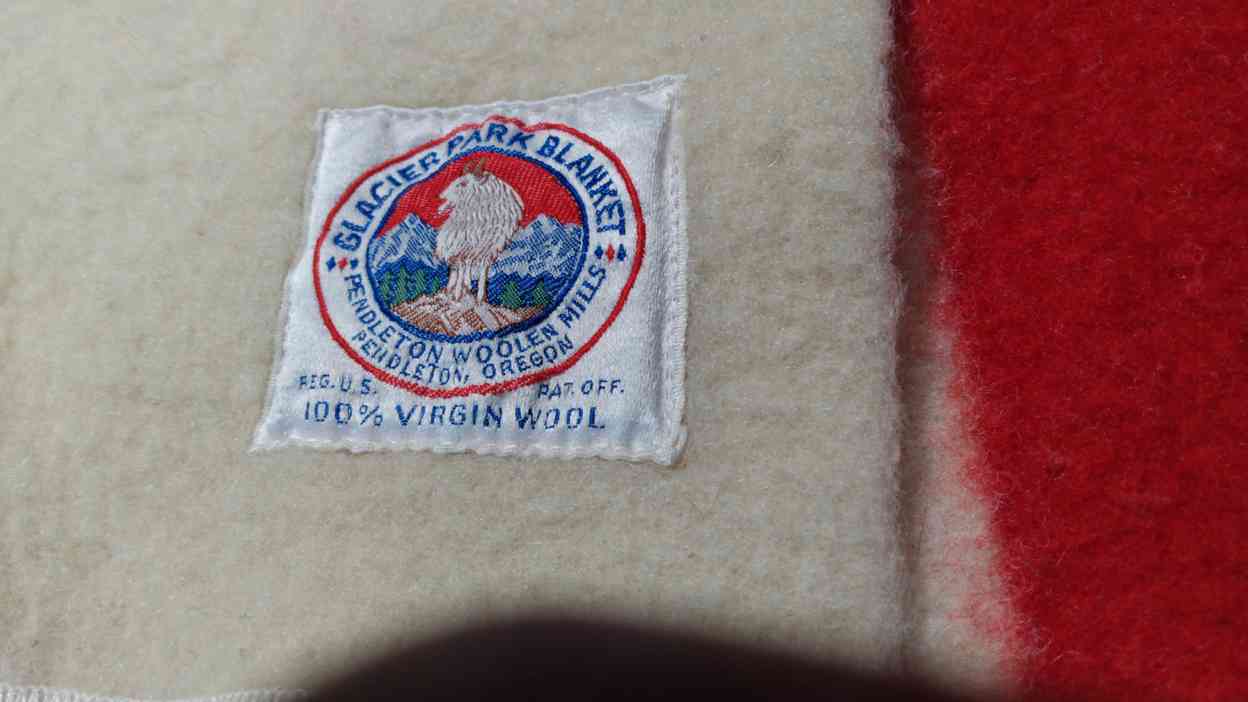 GLACIER PARK BLANKET
PENDLETON WOOLEN MILLS
PENDLETON, OREGON
REG. U.S. PAT. OFF.
100% VIRGIN WOOL